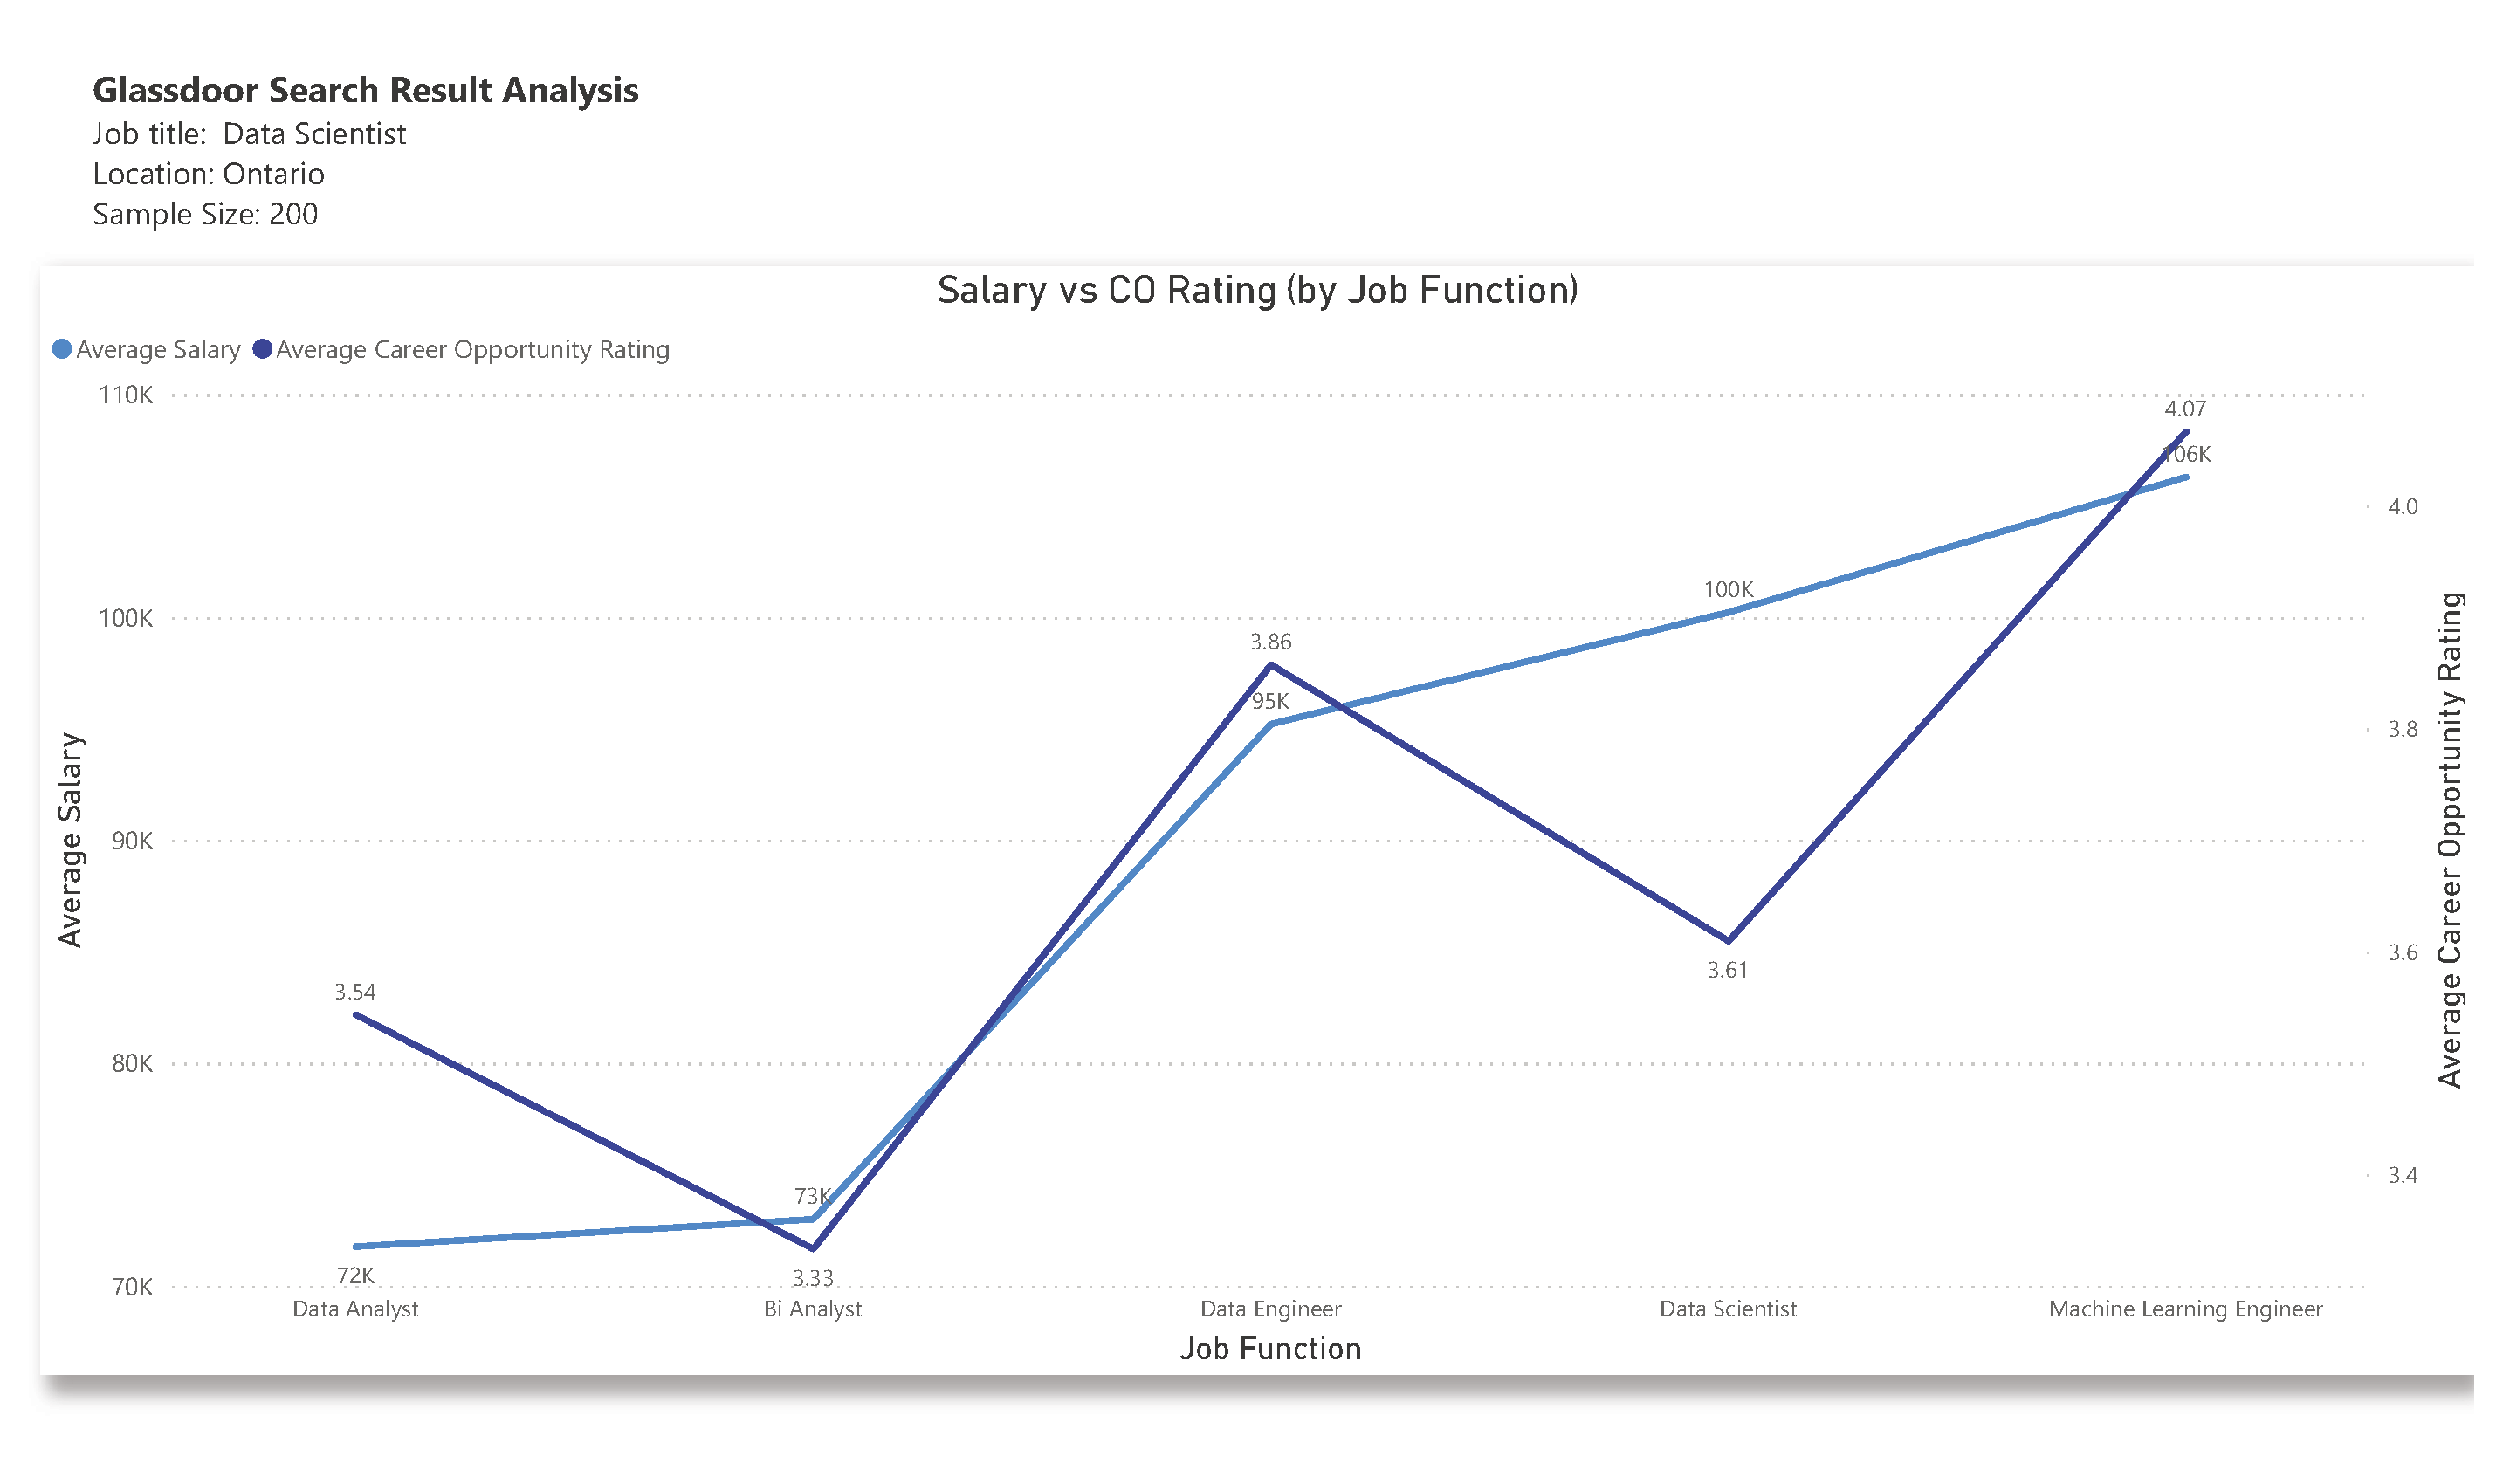 Glassdoor Search Result Analysis
Job title: Data Scientist
Location: Ontario
Sample Size: 200
Salary vs CO Rating (by Job Function)
Average Salary Average Career Opportunity Rating
110K
100K
90K
80K
70K
Average Salary
4.0
3.8
3.6
3.4
Average Career Opportunity Rating
4.07
106K
100K
3.86
95K
3.61
3.54
73K
72K
3.33
Data Analyst Bi Analyst Data Engineer Data Scientist Machine Learning Engineer
Job Function